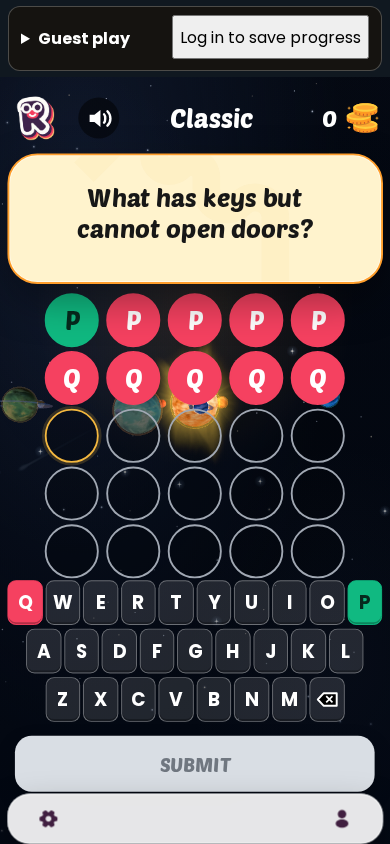 ▶ Guest play
Log in to save progress
Classic
0
What has keys but
cannot open doors?
P P P P P
Q Q Q Q Q
Q W E R T Y U I O P
A S D F G H J K L
Z X C V B N M
SUBMIT